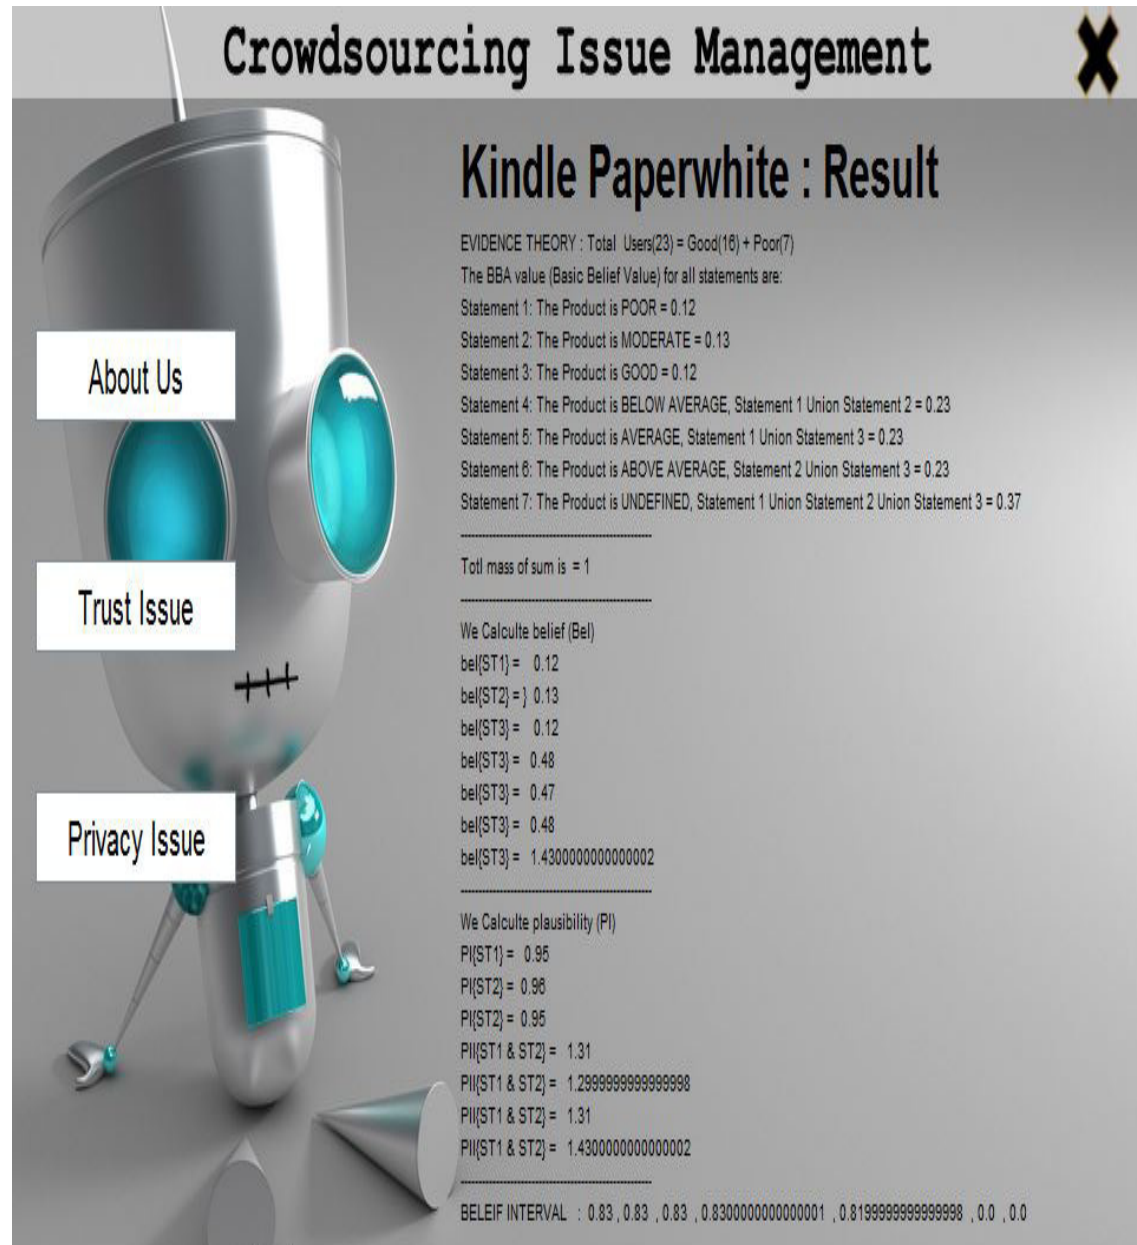 Crowdsourcing Issue Management
Kindle Paperwhite : Result
EVIDENCE THEORY : Total Users(23) = Good(16) + Poor(7)
The BBA value (Basic Belief Value) for all statements are:
Statement 1: The Product is POOR = 0.12
Statement 2: The Product is MODERATE = 0.13
Statement 3: The Product is GOOD = 0.12
Statement 4: The Product is BELOW AVERAGE, Statement 1 Union Statement 2 = 0.23
Statement 5: The Product is AVERAGE, Statement 1 Union Statement 3 = 0.23
Statement 6: The Product is ABOVE AVERAGE, Statement 2 Union Statement 3 = 0.23
Statement 7: The Product is UNDEFINED, Statement 1 Union Statement 2 Union Statement 3 = 0.37
Totl mass of sum is = 1
We Calculte belief (Bel)
bel{ST1} = 0.12
bel{ST2} = } 0.13
bel{ST3} = 0.12
bel{ST3} = 0.48
bel{ST3} = 0.47
bel{ST3} = 0.48
bel{ST3} = 1.4300000000000002
We Calculte plausibility (Pl)
Pl{ST1} = 0.95
Pl{ST2} = 0.96
Pl{ST2} = 0.95
Pll{ST1 & ST2} = 1.31
Pll{ST1 & ST2} = 1.2999999999999998
Pll{ST1 & ST2} = 1.31
Pll{ST1 & ST2} = 1.4300000000000002
BELEIF INTERVAL : 0.83 , 0.83 , 0.83 , 0.8300000000000001 , 0.8199999999999998 , 0.0 , 0.0
About Us
Trust Issue
Privacy Issue